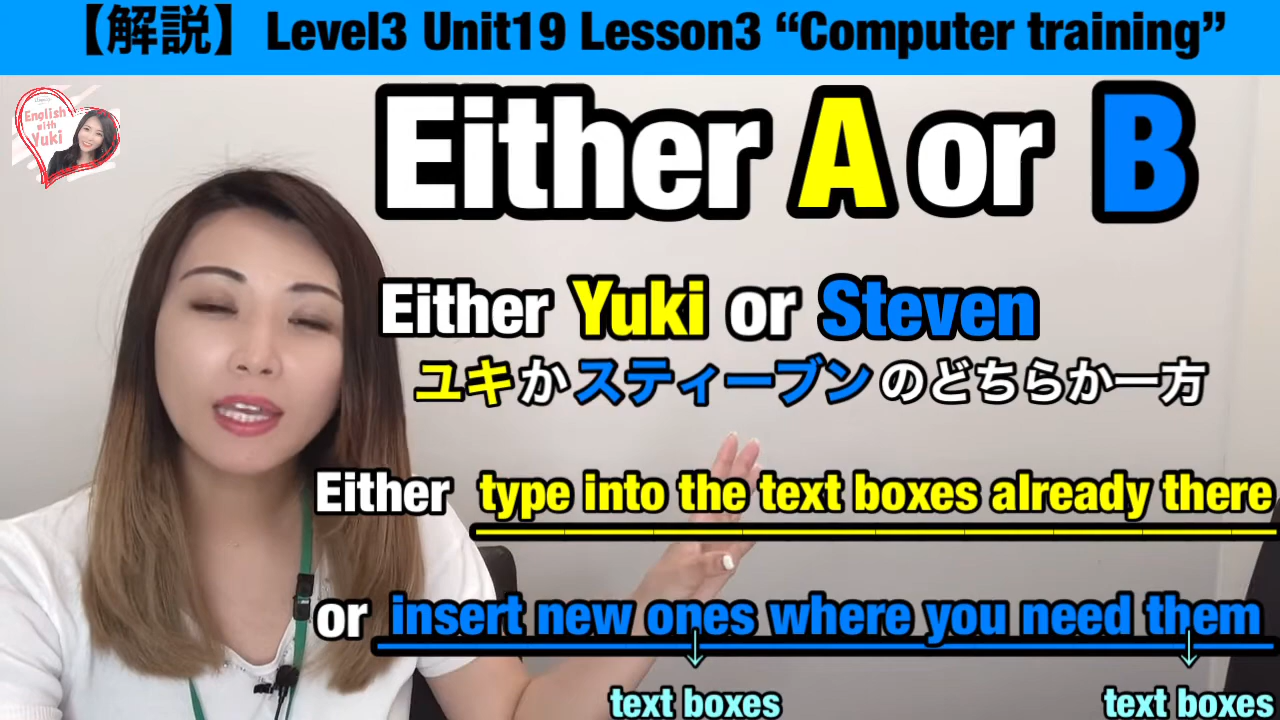 【解説】Level3 Unit19 Lesson3 “Computer training”
English
with
Yuki
Either A or B
Either Yuki or Steven
ユキかスティーブンのどちらか一方
Either type into the text boxes already there
or insert new ones where you need them
↓ ↓
text boxes text boxes